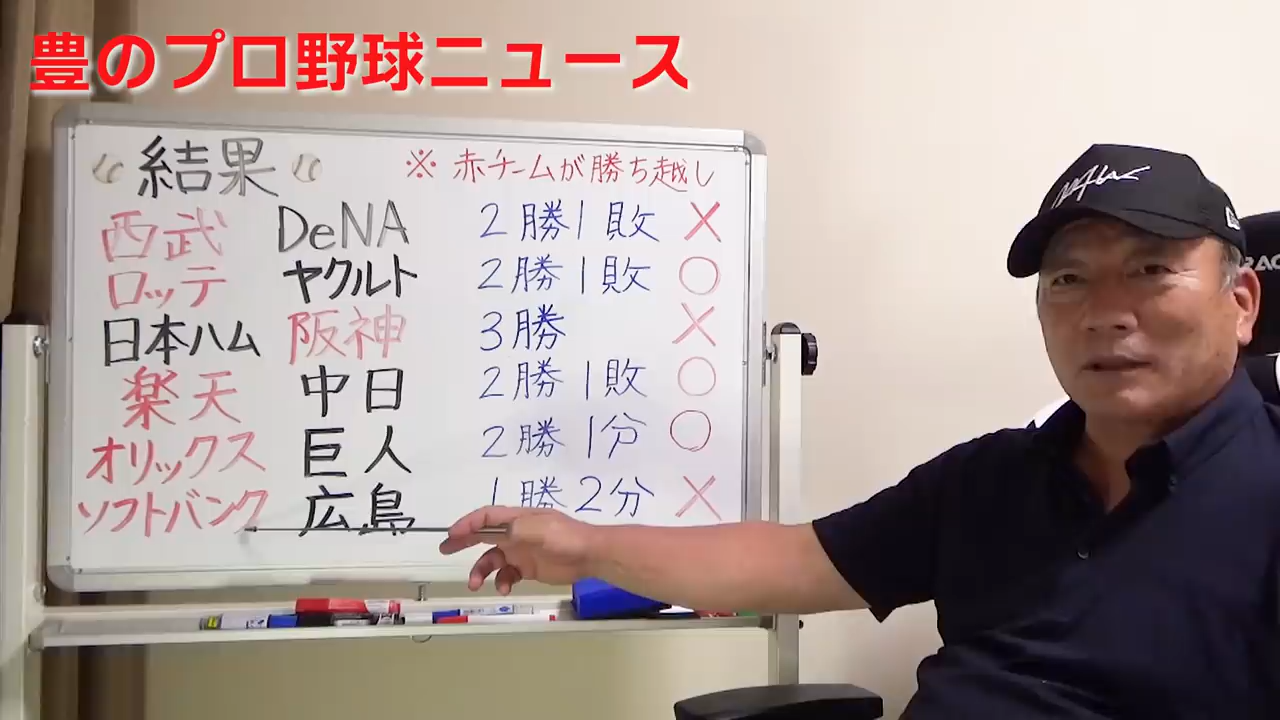 豊のプロ野球ニュース
結果 ※ 赤チームが勝ち越し
西武 DeNA 2勝1敗 ×
ロッテ ヤクルト 2勝1敗 ○
日本ハム 阪神 3勝 ×
楽天 中日 2勝1敗 ○
オリックス 巨人 2勝1分 ○
ソフトバンク 広島 1勝2分 ×